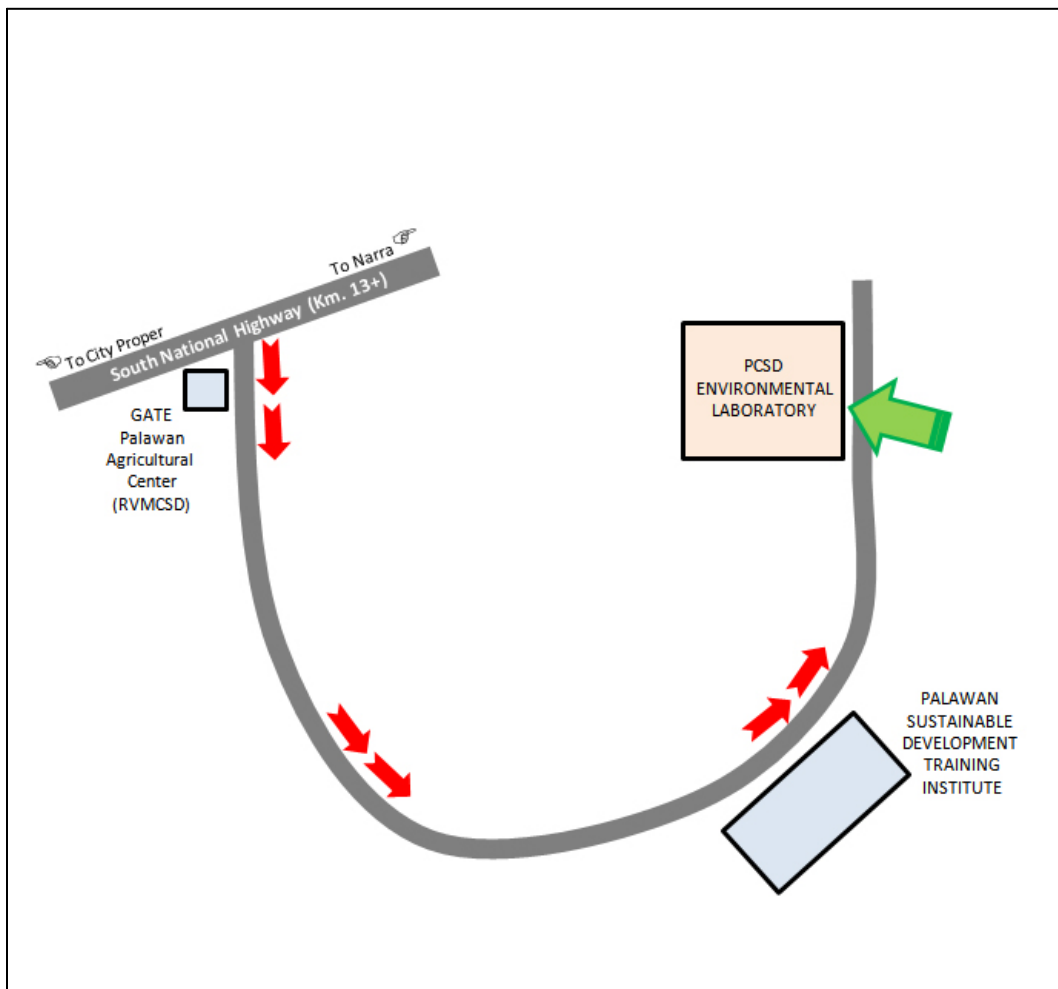 To Narra
South National Highway (Km. 13+)
To City Proper
GATE
Palawan
Agricultural
Center
(RVMCSD)
PCSD
ENVIRONMENTAL
LABORATORY
PALAWAN
SUSTAINABLE
DEVELOPMENT
TRAINING
INSTITUTE